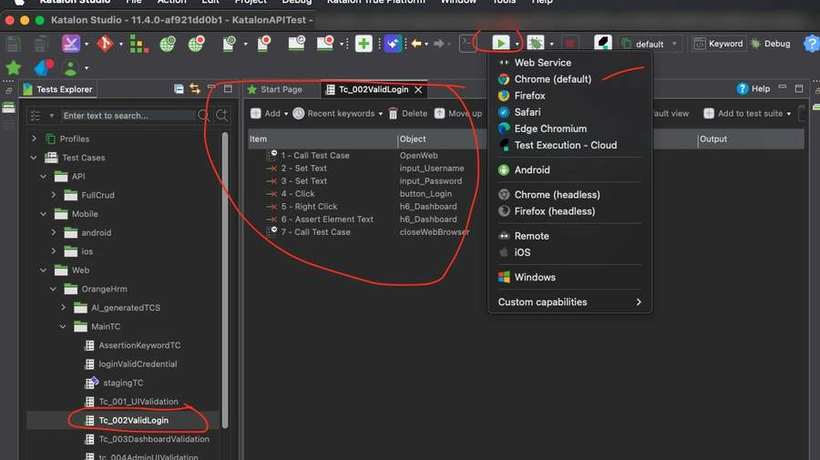 Katalon Studio File Edit
Katalon True Platform Window Tools Help
Katalon Studio - 11.4.0-af921dd0b1 - KatalonAPITest -
default
Keyword
Debug
Tests Explorer
Enter text to search...
Profiles
Test Cases
API
FullCrud
Mobile
android
ios
Web
OrangeHrm
AI_generatedTCS
MainTC
AssertionKeywordTC
loginValidCredential
stagingTC
Tc_001_UIValidation
Tc_002ValidLogin
Tc_003DashboardValidation
tc_004AdminUIValidation
Start Page
Tc_002ValidLogin
Help
Add
Recent keywords
Delete
Move up
default view
Add to test suite
Item
Object
Output
1 - Call Test Case OpenWeb
2 - Set Text input_Username
3 - Set Text input_Password
4 - Click button_Login
5 - Right Click h6_Dashboard
6 - Assert Element Text h6_Dashboard
7 - Call Test Case closeWebBrowser
Web Service
Chrome (default)
Firefox
Safari
Edge Chromium
Test Execution - Cloud
Android
Chrome (headless)
Firefox (headless)
Remote
iOS
Windows
Custom capabilities